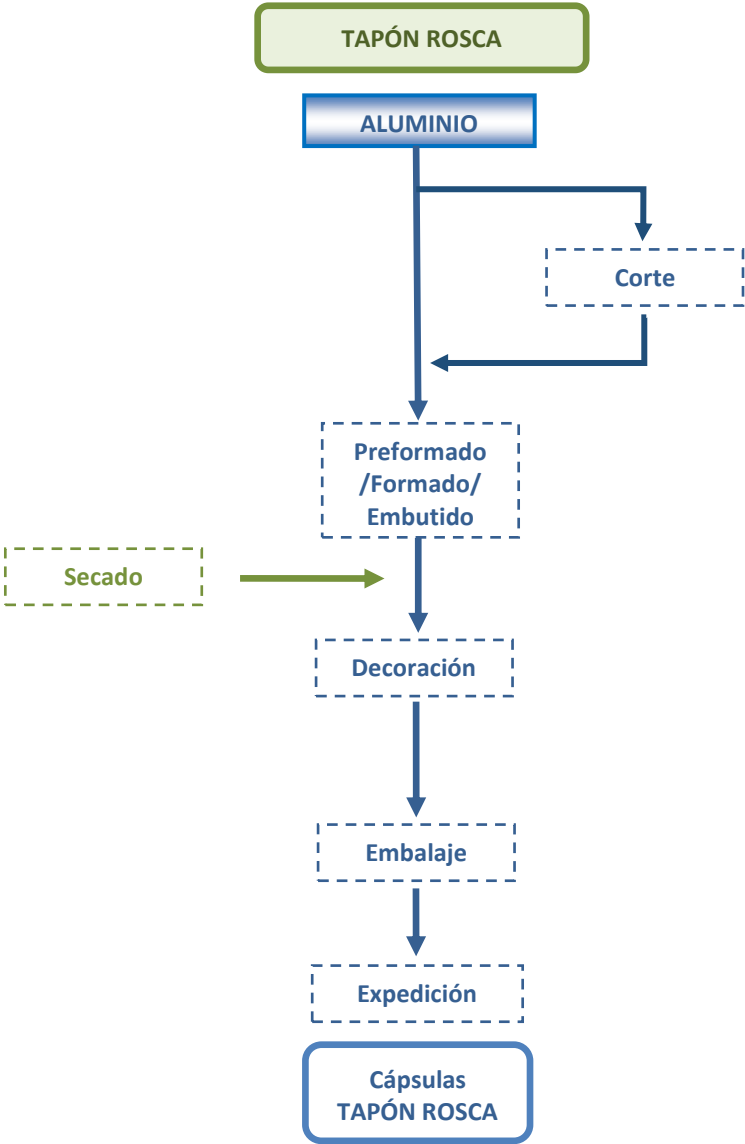 TAPÓN ROSCA
ALUMINIO
Corte
Preformado
/Formado/
Embutido
Secado
Decoración
Embalaje
Expedición
Cápsulas
TAPÓN ROSCA